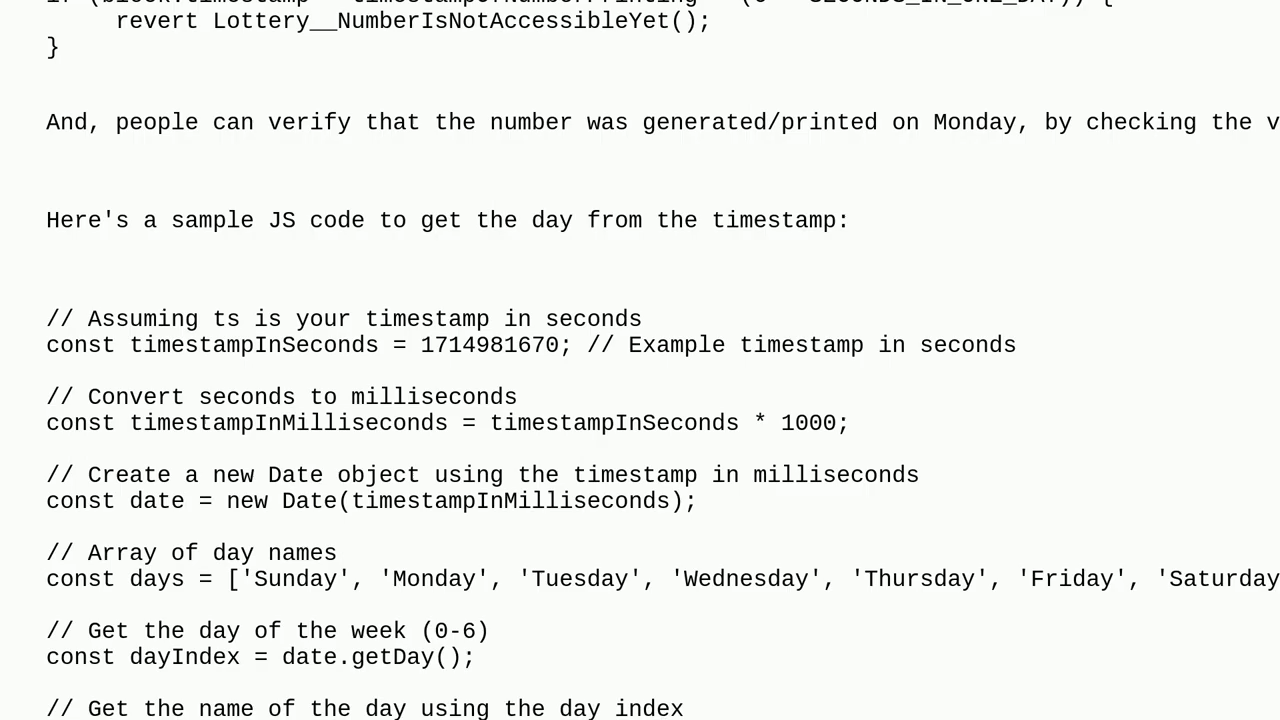 revert Lottery__NumberIsNotAccessibleYet();
}
And, people can verify that the number was generated/printed on Monday, by checking the
Here's a sample JS code to get the day from the timestamp:
// Assuming ts is your timestamp in seconds
const timestampInSeconds = 1714981670; // Example timestamp in seconds
// Convert seconds to milliseconds
const timestampInMilliseconds = timestampInSeconds * 1000;
// Create a new Date object using the timestamp in milliseconds
const date = new Date(timestampInMilliseconds);
// Array of day names
const days = ['Sunday', 'Monday', 'Tuesday', 'Wednesday', 'Thursday', 'Friday', 'Saturday
// Get the day of the week (0-6)
const dayIndex = date.getDay();
// Get the name of the day using the day index